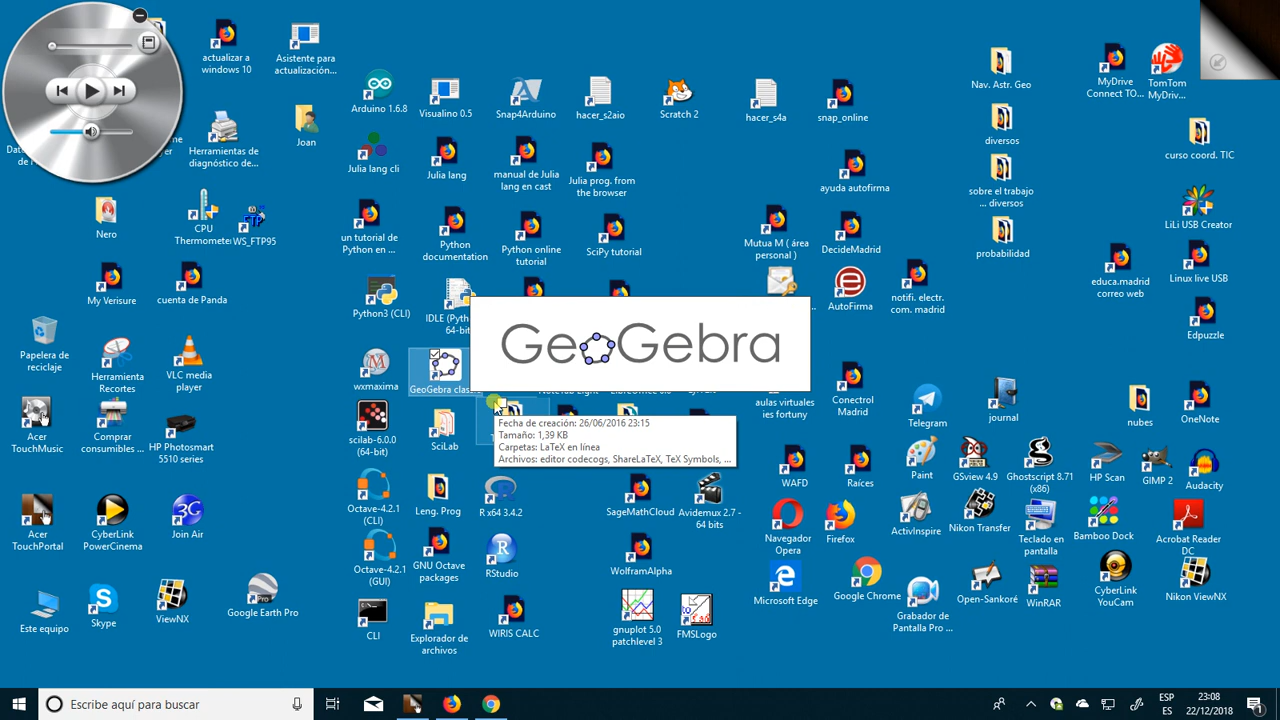 actualizar a
windows 10
Asistente para
actualización...
Nav. Astr. Geo
MyDrive
Connect TO...
TomTom
MyDriv...
Arduino 1.6.8
Visualino 0.5
Snap4Arduino
hacer_s2aio
Scratch 2
hacer_s4a
snap_online
diversos
Herramientas de
diagnóstico de...
Joan
Julia lang cli
Julia lang
manual de Julia
lang en cast
Julia prog. from
the browser
ayuda autofirma
sobre el trabajo
... diversos
curso coord. TIC
Nero
CPU
Thermometer
WS_FTP95
un tutorial de
Python en ...
Python
documentation
Python online
tutorial
SciPy tutorial
Mutua M ( área
personal )
DecideMadrid
probabilidad
LiLi USB Creator
My Verisure
cuenta de Panda
Python3 (CLI)
IDLE (Pytho
64-bit)
AutoFirma
notifi. electr.
com. madrid
educa.madrid
correo web
Linux live USB
Edpuzzle
GeoGebra
Papelera de
reciclaje
Herramienta
Recortes
VLC media
player
wxmaxima
GeoGebra clas
aulas virtuales
ies fortuny
Conectrol
Madrid
Telegram
journal
nubes
OneNote
Acer
TouchMusic
Comprar
consumibles ...
HP Photosmart
5510 series
scilab-6.0.0
(64-bit)
SciLab
Fecha de creación: 26/06/2016 23:15
Tamaño: 1,39 KB
Carpetas: LaTeX en línea
Archivos: editor codecogs, ShareLaTeX, TeX Symbols, ...
WAFD
Raíces
Paint
GSview 4.9
Ghostscript 8.71
(x86)
HP Scan
GIMP 2
Audacity
Acer
TouchPortal
CyberLink
PowerCinema
3G
Join Air
Octave-4.2.1
(CLI)
Leng. Prog
R x64 3.4.2
SageMathCloud
Avidemux 2.7 -
64 bits
Navegador
Opera
Firefox
ActivInspire
Nikon Transfer
Teclado en
pantalla
Bamboo Dock
Acrobat Reader
DC
Octave-4.2.1
(GUI)
GNU Octave
packages
RStudio
WolframAlpha
Microsoft Edge
Google Chrome
Grabador de
Pantalla Pro ...
Open-Sankoré
WinRAR
CyberLink
YouCam
Nikon ViewNX
Este equipo
Skype
ViewNX
Google Earth Pro
CLI
Explorador de
archivos
WIRIS CALC
gnuplot 5.0
patchlevel 3
FMSLogo
Escribe aquí para buscar
ESP
ES
23:08
22/12/2018